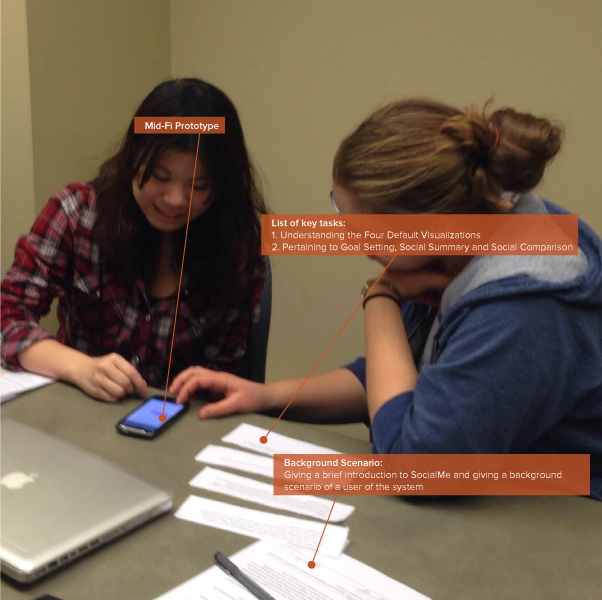 Mid-Fi Prototype
List of key tasks:
1. Understanding the Four Default Visualizations
2. Pertaining to Goal Setting, Social Summary and Social Comparison
Background Scenario:
Giving a brief introduction to SocialMe and giving a background
scenario of a user of the system